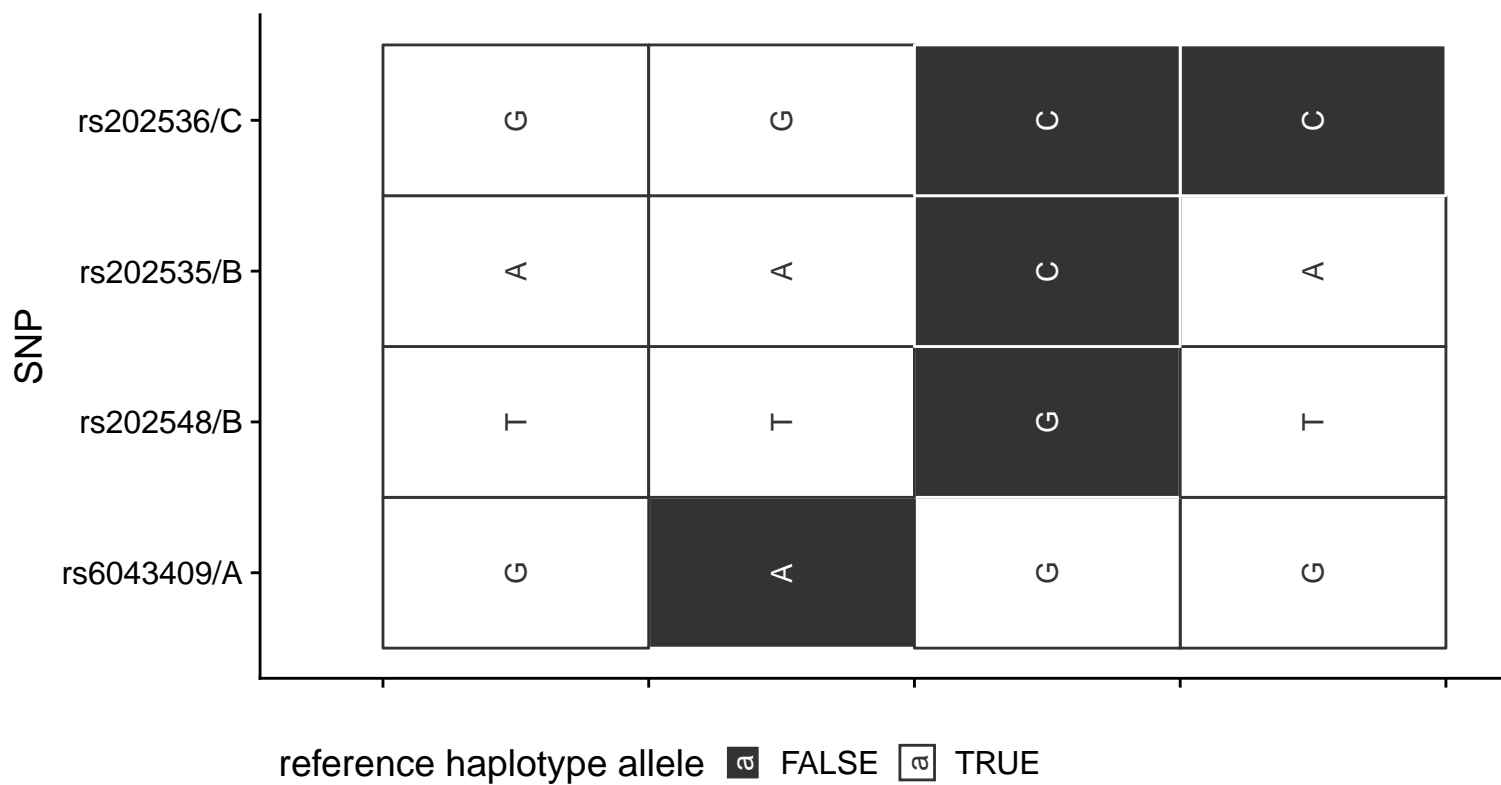 SNP
rs202536/C G G C C
rs202535/B A A C A
rs202548/B T T G T
rs6043409/A G A G G
reference haplotype allele a FALSE a TRUE